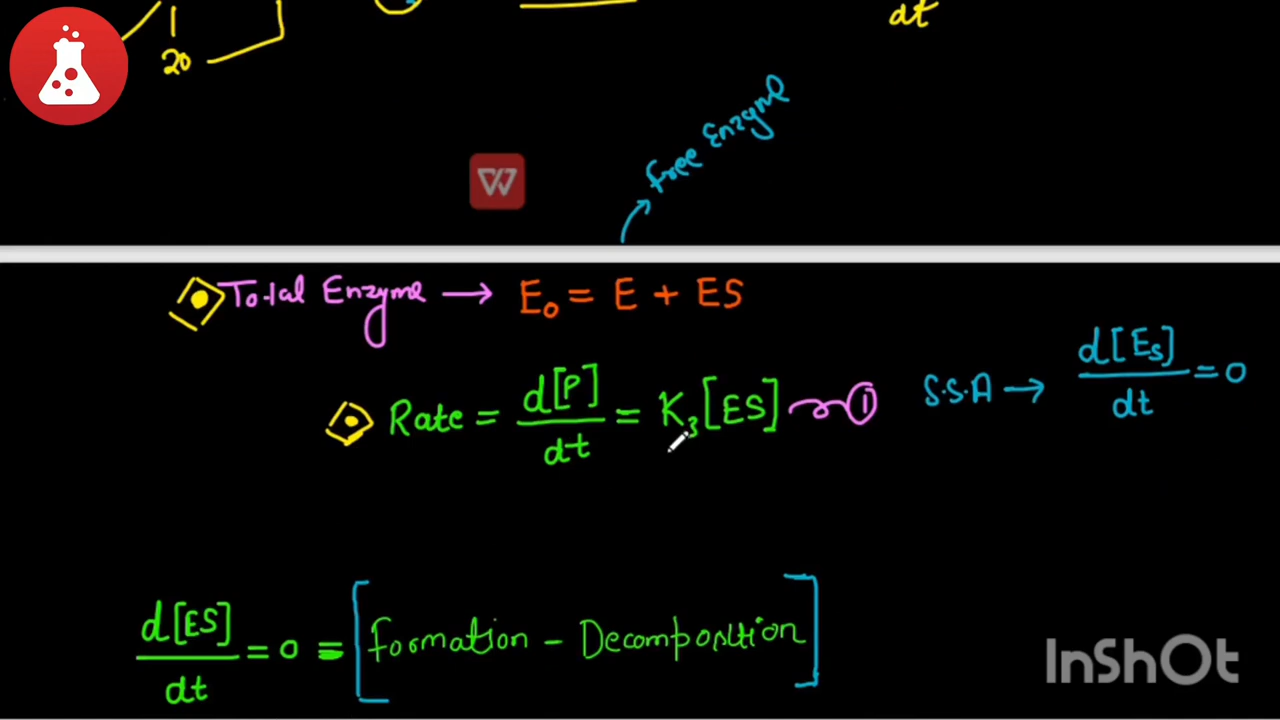 1
20
dt
Free Enzyme
Total Enzyme → E₀ = E + ES
Rate = d[P]/dt = K₃[ES] ~ ①
S.S.A → d[Es]/dt = 0
d[ES]/dt = 0 = [Formation - Decomposition]
InShOt